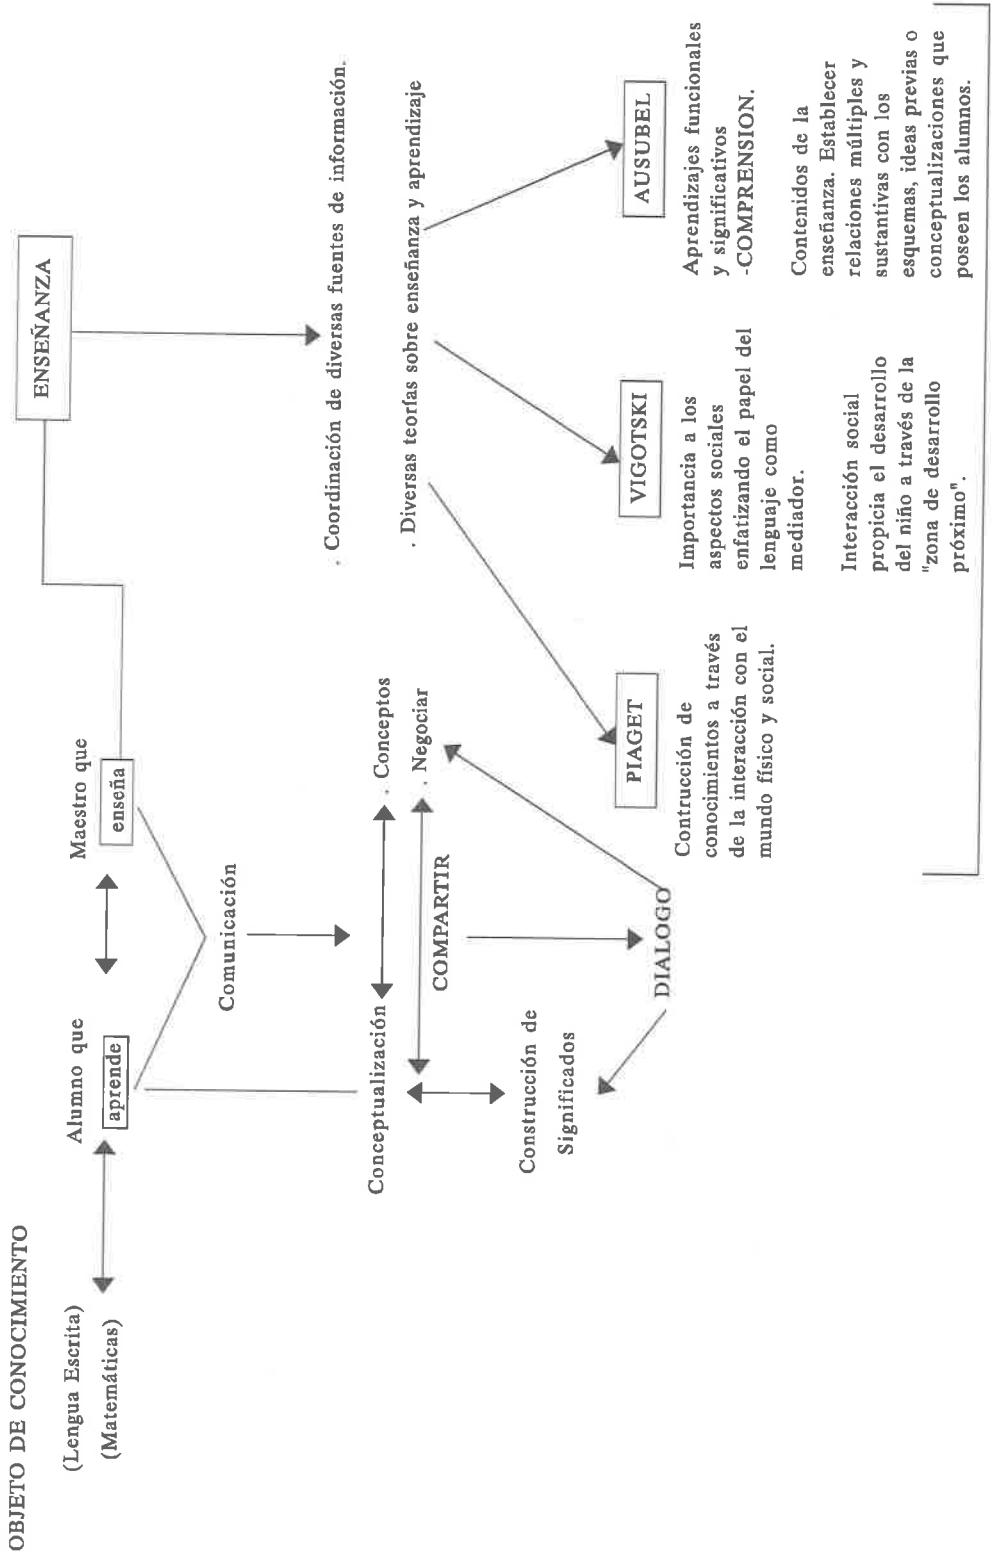 OBJETO DE CONOCIMIENTO
(Lengua Escrita)
(Matemáticas)
Alumno que
aprende
Maestro que
enseña
ENSEÑANZA
Comunicación
. Coordinación de diversas fuentes de información.
. Diversas teorías sobre enseñanza y aprendizaje
Conceptualización
. Conceptos
. Negociar
COMPARTIR
Construcción de
Significados
DIALOGO
PIAGET
Contrucción de
conocimientos a través
de la interacción con el
mundo físico y social.
VIGOTSKI
Importancia a los
aspectos sociales
enfatizando el papel del
lenguaje como
mediador.
Interacción social
propicia el desarrollo
del niño a través de la
"zona de desarrollo
próximo".
AUSUBEL
Aprendizajes funcionales
y significativos
-COMPRENSION.
Contenidos de la
enseñanza. Establecer
relaciones múltiples y
sustantivas con los
esquemas, ideas previas o
conceptualizaciones que
poseen los alumnos.